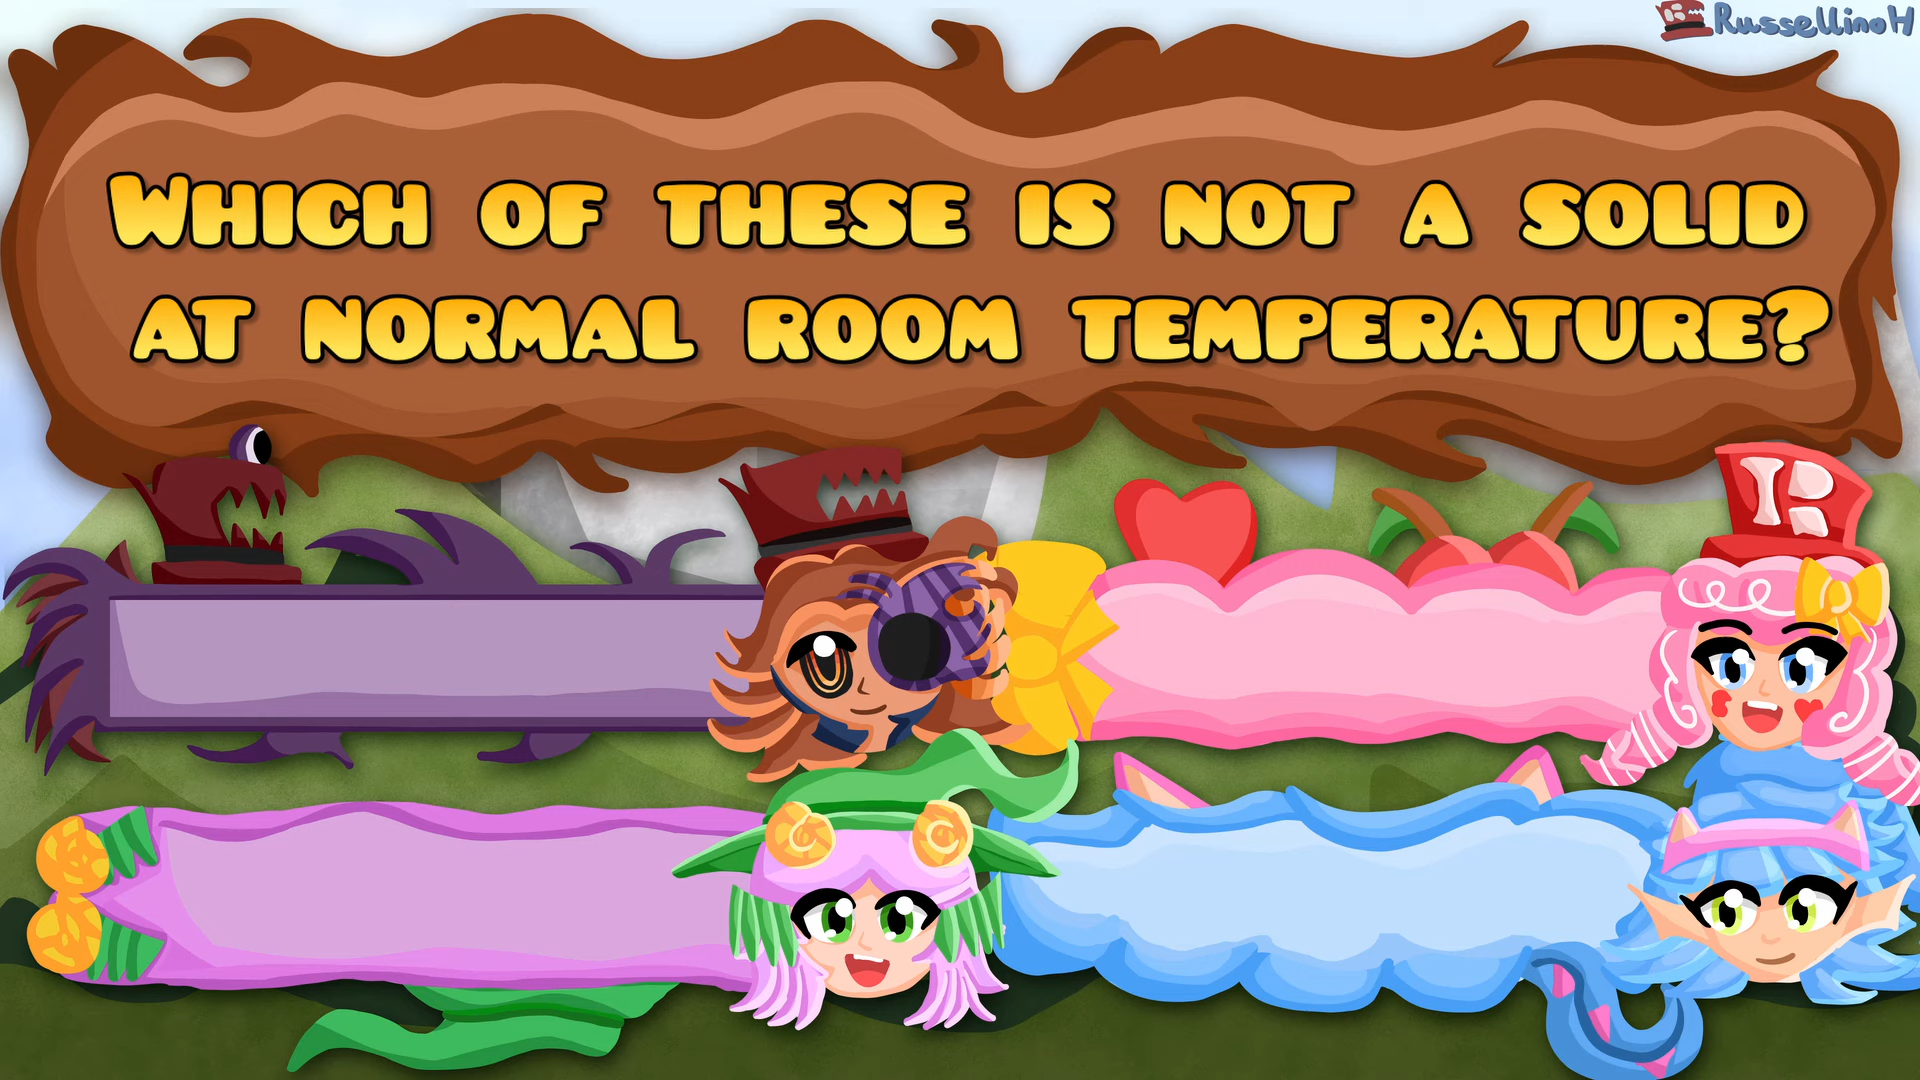 RussellinoH
Which of these is not a solid
at normal room temperature?